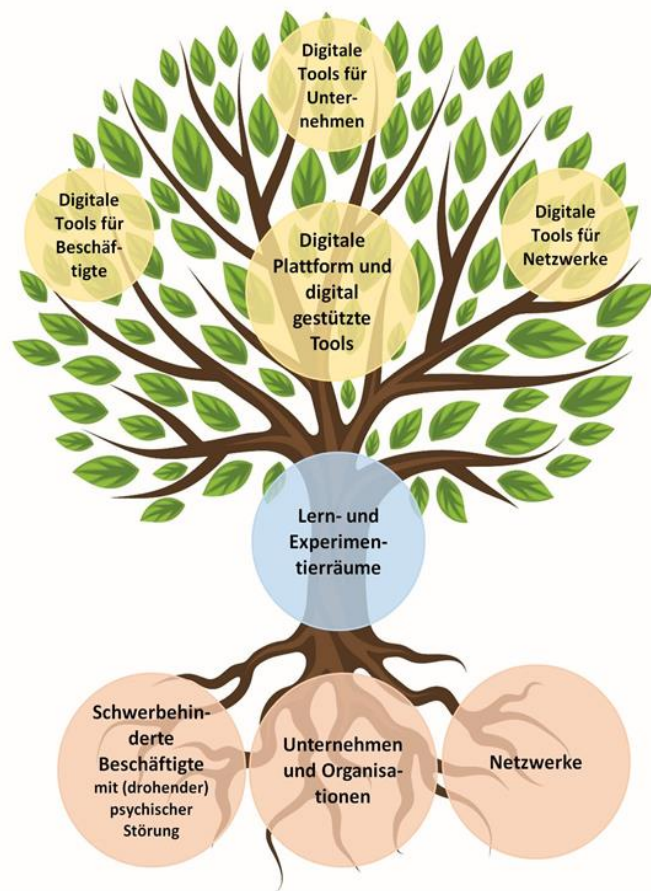 Digitale
Tools für
Unter-
nehmen
Digitale
Tools für
Beschäf-
tigte
Digitale
Plattform und
digital
gestützte
Tools
Digitale
Tools für
Netzwerke
Lern- und
Experimen-
tierräume
Schwerbehin-
derte
Beschäftigte
mit (drohender)
psychischer
Störung
Unternehmen
und Organisa-
tionen
Netzwerke